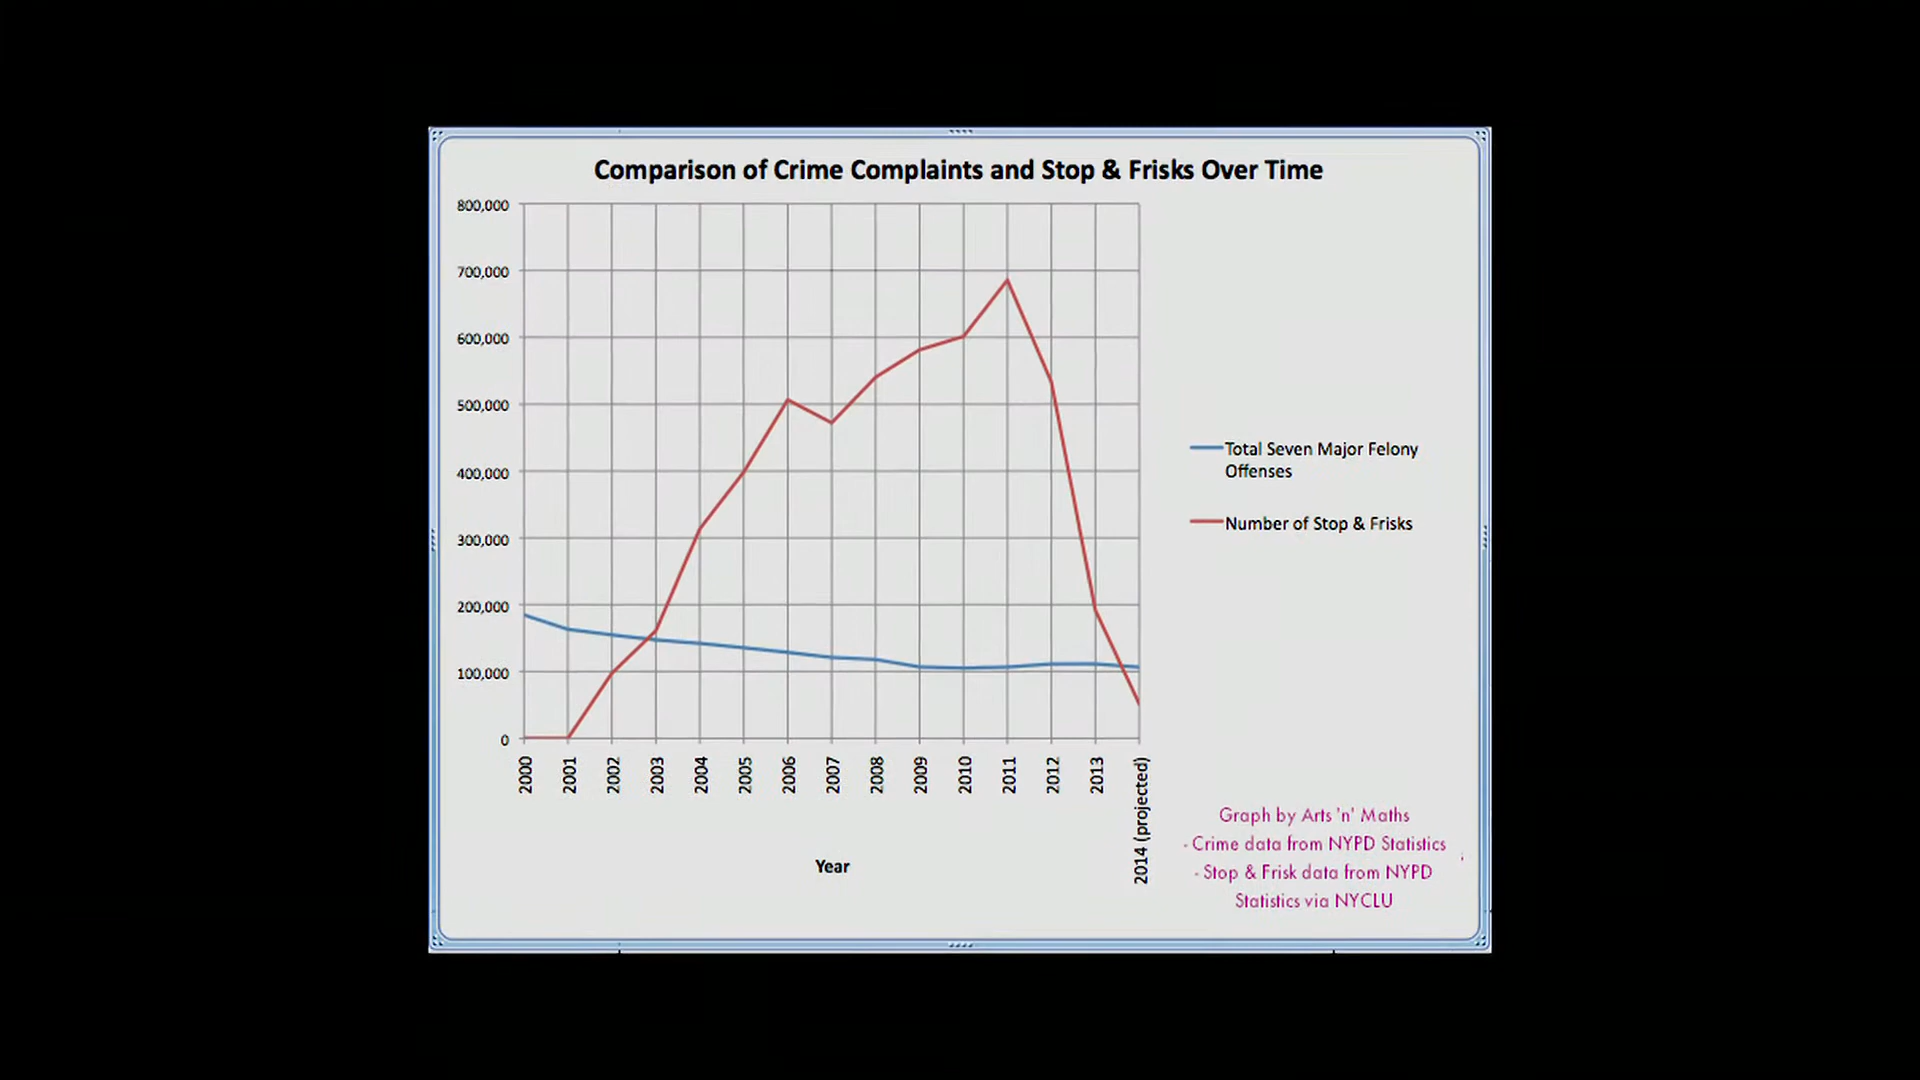 Comparison of Crime Complaints and Stop & Frisks Over Time
800,000
700,000
600,000
500,000
400,000
300,000
200,000
100,000
0
2000
2001
2002
2003
2004
2005
2006
2007
2008
2009
2010
2011
2012
2013
2014 (projected)
Year
Total Seven Major Felony
Offenses
Number of Stop & Frisks
Graph by Arts 'n' Maths
- Crime data from NYPD Statistics
- Stop & Frisk data from NYPD
Statistics via NYCLU